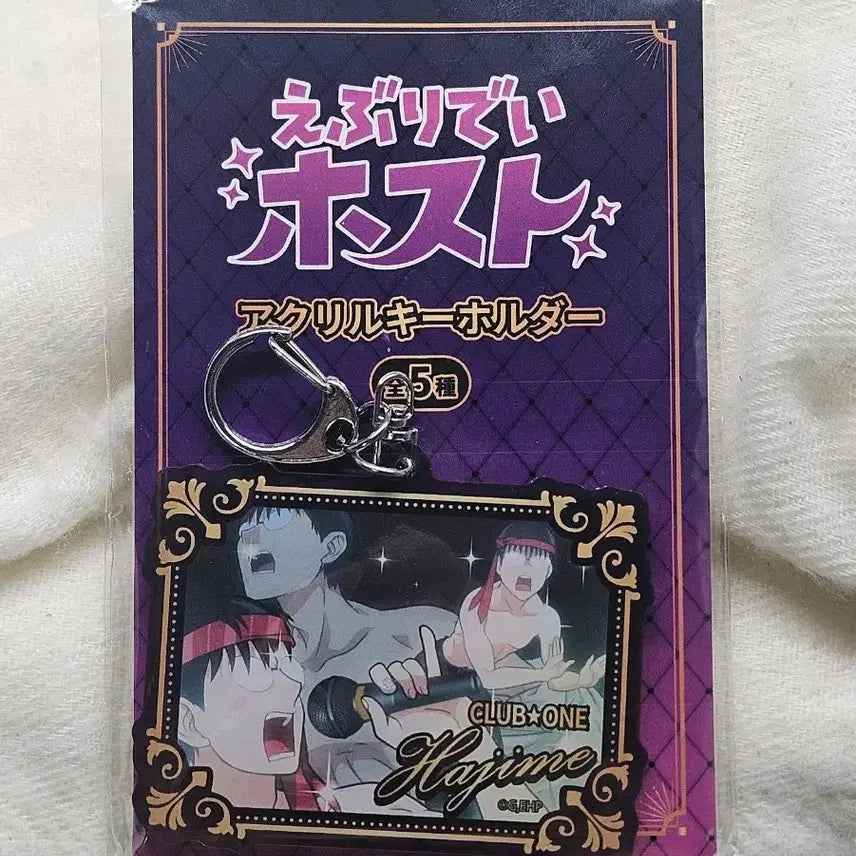 えぶりでい
ホスト
アクリルキーホルダー
全5種
CLUB★ONE
Hajime
©G,EHP